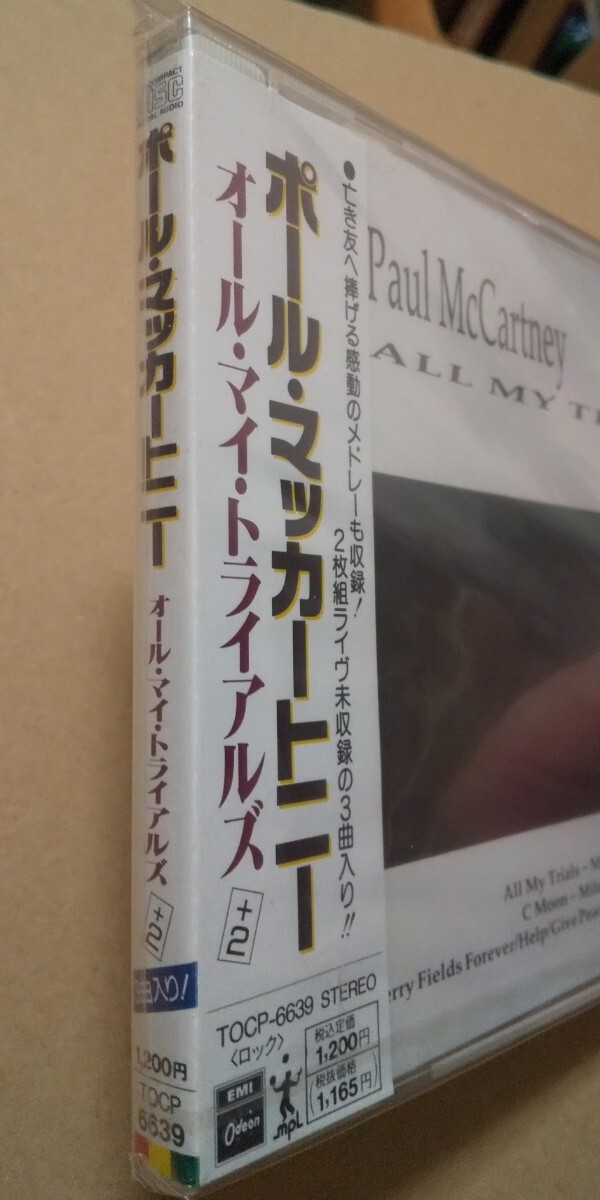 COMPACT
DISC
DIGITAL AUDIO
ポール・マッカートニー
オール・マイ・トライアルズ
+2
3曲入り!
1,200円
TOCP
6639
●亡き友へ捧げる感動のメドレーも収録!
2枚組ライヴ未収録の3曲入り!!
ポール・マッカートニー
オール・マイ・トライアルズ
+2
TOCP-6639 STEREO
〈ロック〉
税込定価
1,200円
(税抜価格)
(1,165円)
EMI
Odeon
MPL
Paul McCartney
ALL MY
All My Trials –
C Moon –
erry Fields Forever/Help/Give